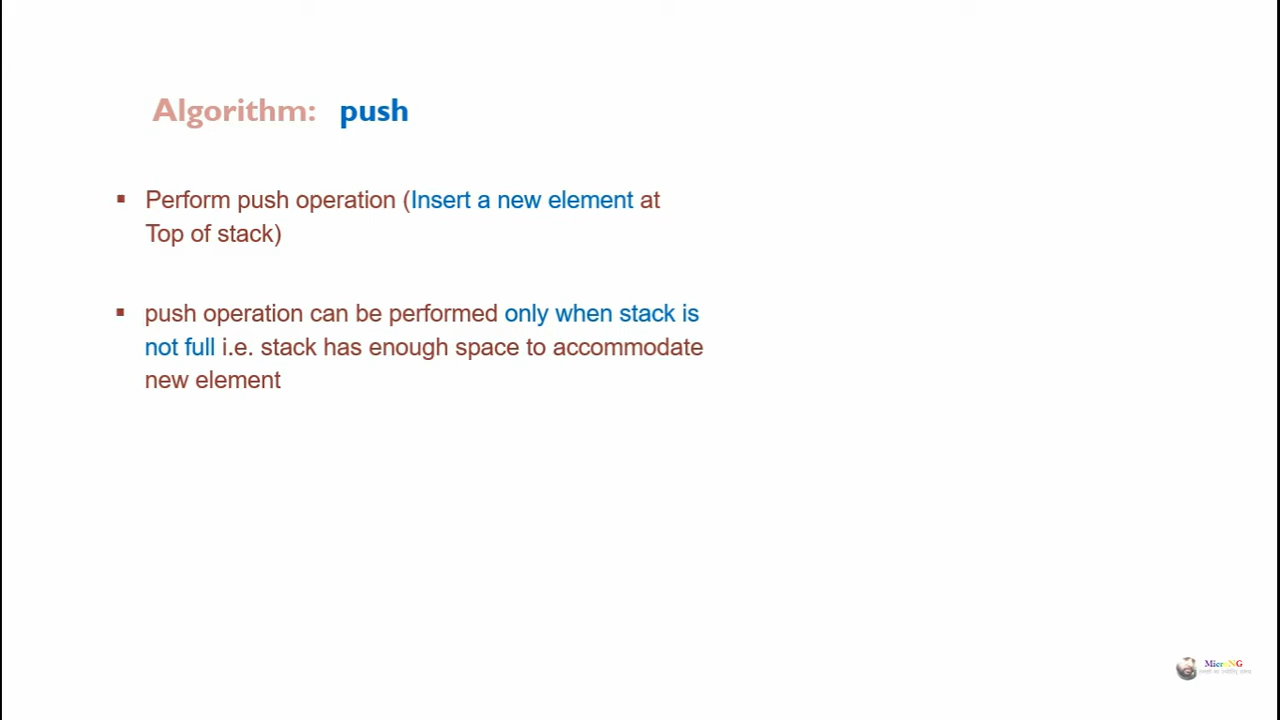 Algorithm: push
▪ Perform push operation (Insert a new element at
Top of stack)
▪ push operation can be performed only when stack is
not full i.e. stack has enough space to accommodate
new element
MicroNG